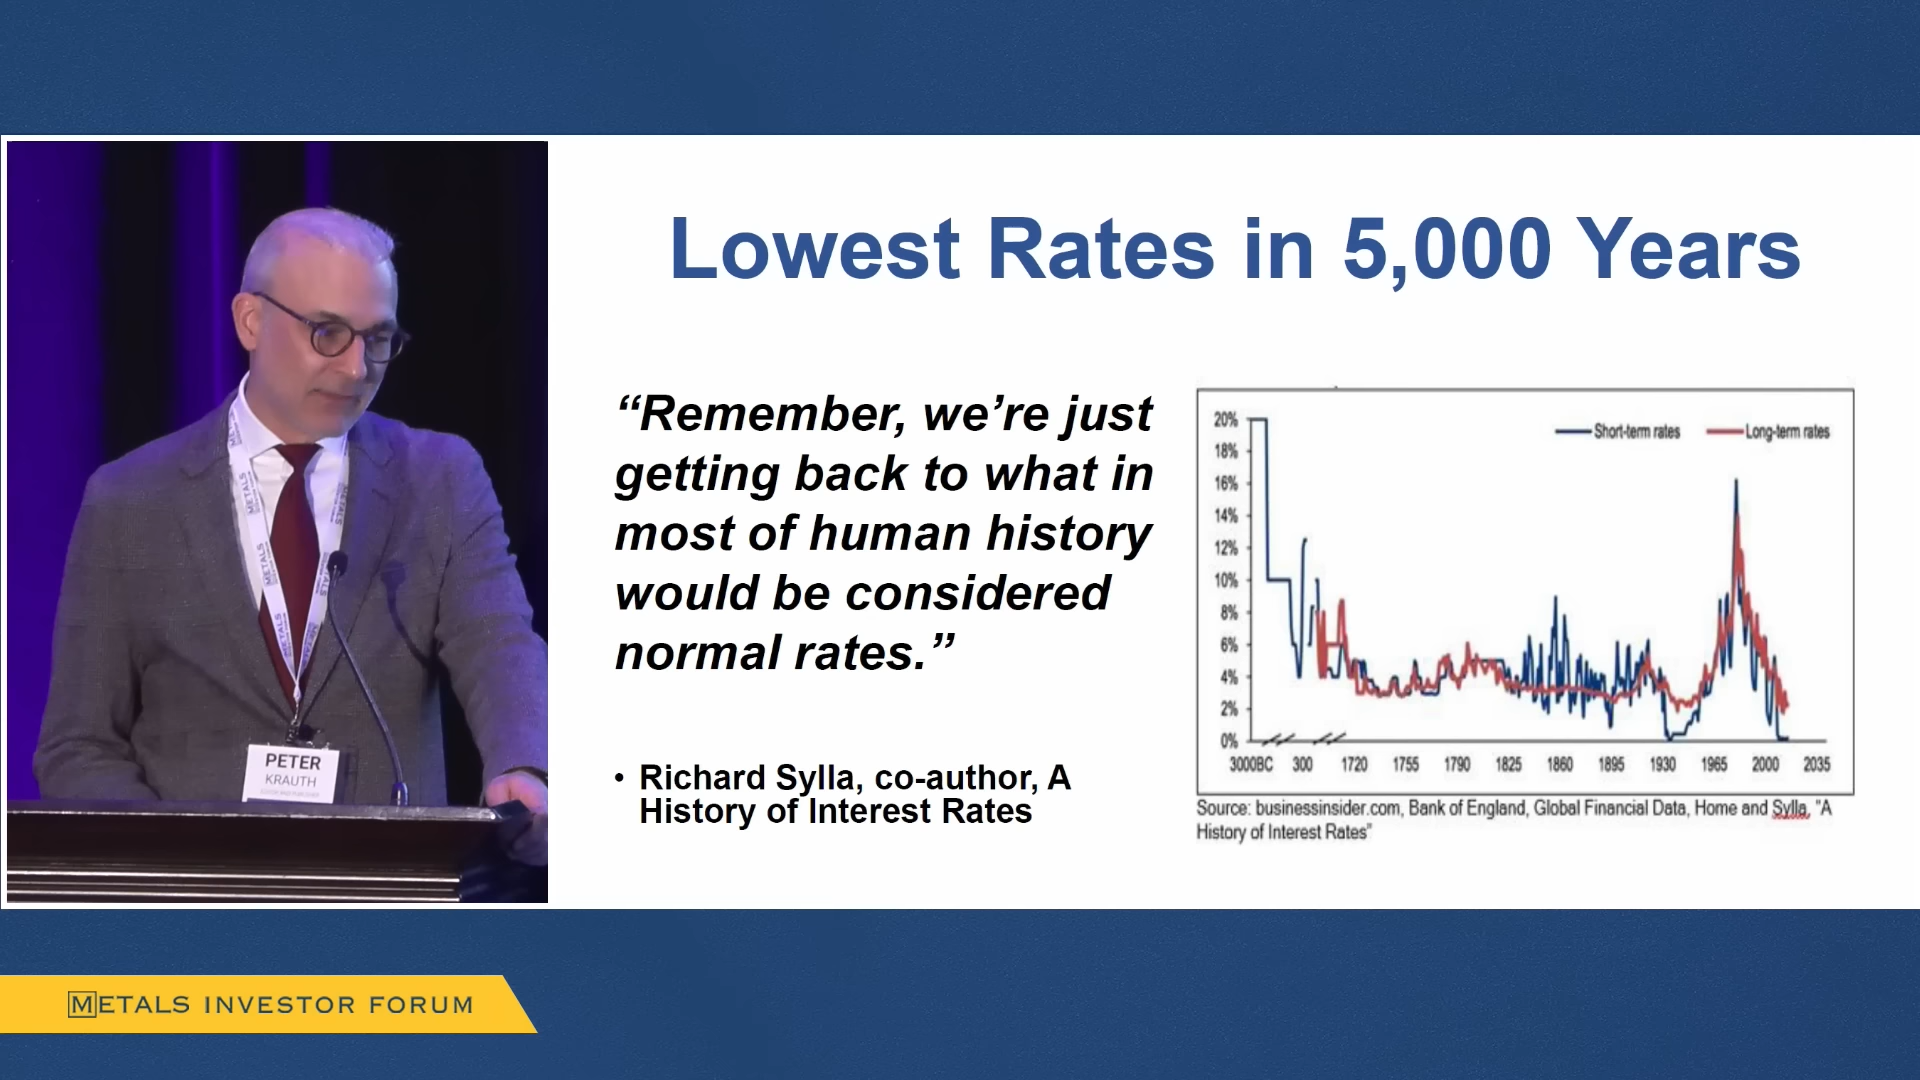 Lowest Rates in 5,000 Years
“Remember, we’re just
getting back to what in
most of human history
would be considered
normal rates.”
• Richard Sylla, co-author, A
History of Interest Rates
Short-term rates
Long-term rates
20%
18%
16%
14%
12%
10%
8%
6%
4%
2%
0%
3000BC 300 1720 1755 1790 1825 1860 1895 1930 1965 2000 2035
Source: businessinsider.com, Bank of England, Global Financial Data, Home and Sylla, "A
History of Interest Rates"
METALS
METALS
METALS
METALS
PETER
KRAUTH
METALS INVESTOR FORUM